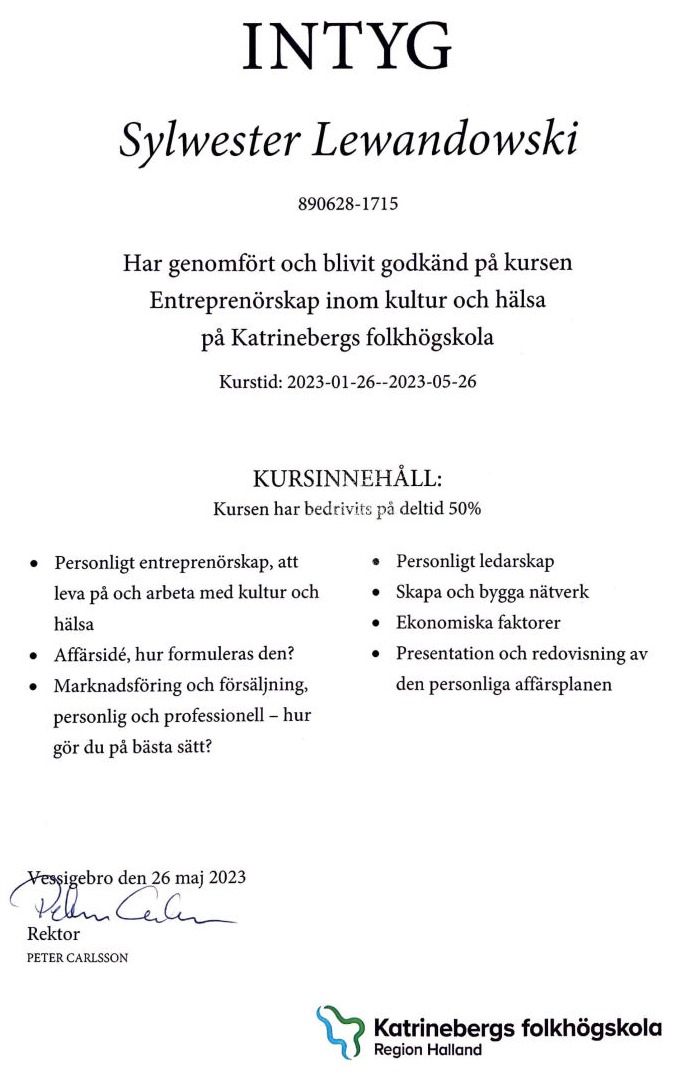 INTYG
Sylwester Lewandowski
890628-1715
Har genomfört och blivit godkänd på kursen
Entreprenörskap inom kultur och hälsa
på Katrinebergs folkhögskola
Kurstid: 2023-01-26--2023-05-26
KURSINNEHÅLL:
Kursen har bedrivits på deltid 50%
• Personligt entreprenörskap, att
leva på och arbeta med kultur och
hälsa
• Affärsidé, hur formuleras den?
• Marknadsföring och försäljning,
personlig och professionell – hur
gör du på bästa sätt?
• Personligt ledarskap
• Skapa och bygga nätverk
• Ekonomiska faktorer
• Presentation och redovisning av
den personliga affärsplanen
Vessigebro den 26 maj 2023
Rektor
PETER CARLSSON
Katrinebergs folkhögskola
Region Halland